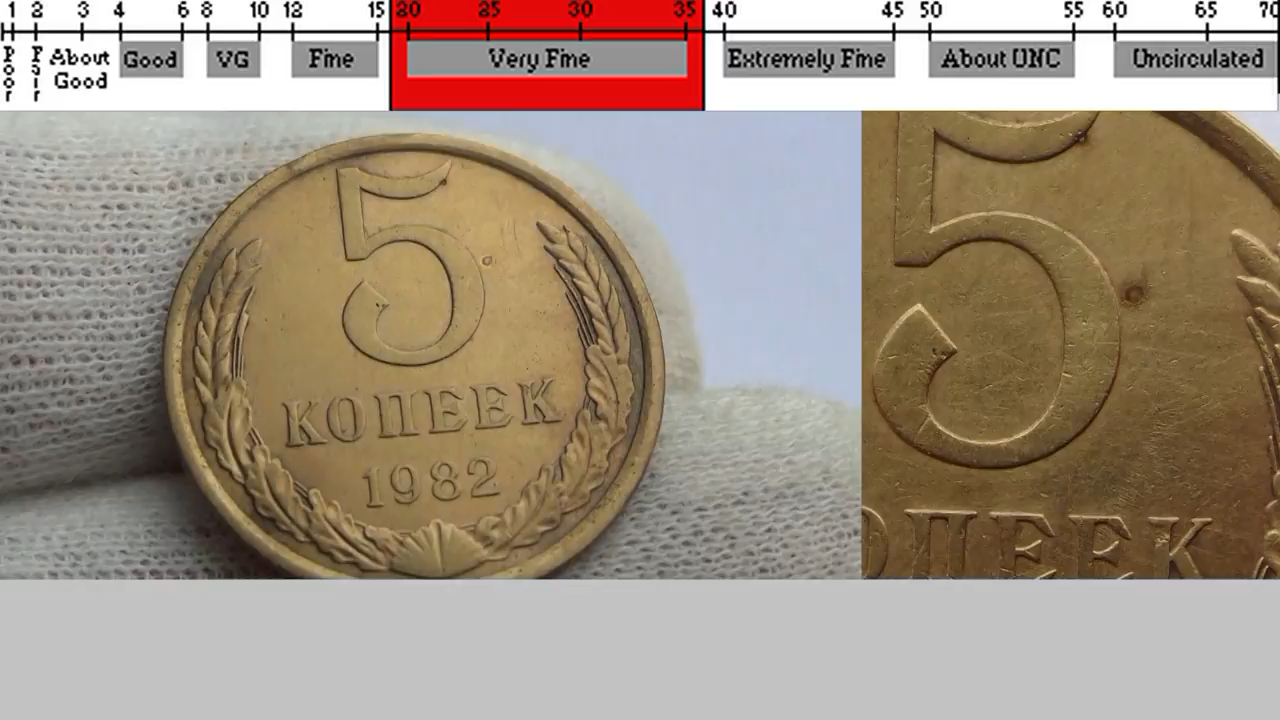 1 2 3 4 6 8 10 12 15 20 25 30 35 40 45 50 55 60 65 70
Poor Fair About Good Good VG Fine Very Fine Extremely Fine About UNC Uncirculated
5
КОПЕЕК
1982
5
ОПЕЕК